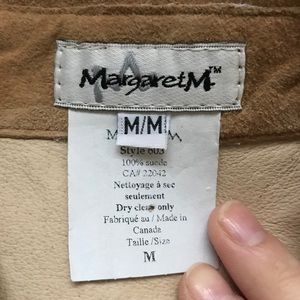 MargaretM™
M/M
M M
Style 603
100% suede
CA# 22042
Nettoyage à sec
seulement
Dry clean only
Fabriqué au / Made in
Canada
Taille /Size
M